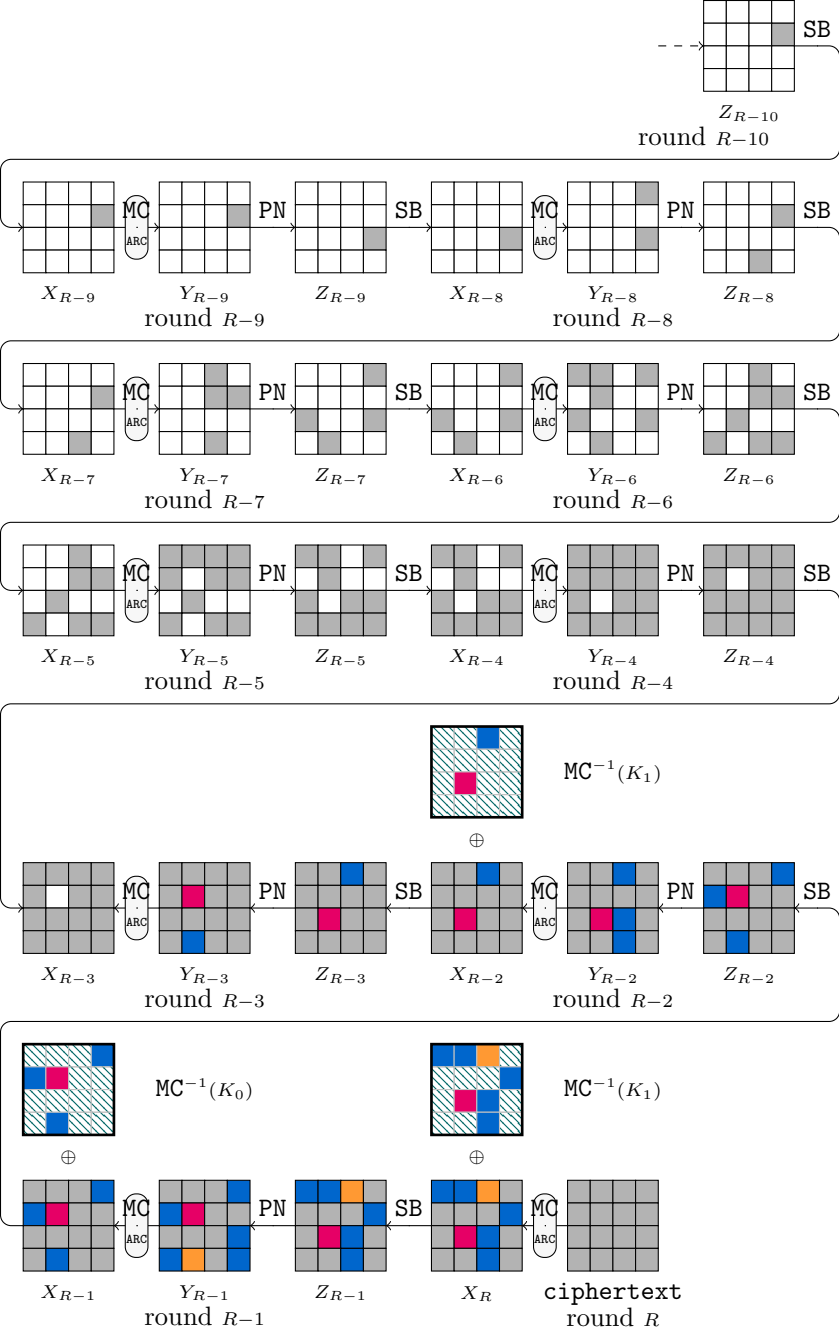 SB
Z_{R−10}
round R−10
MC PN SB MC PN SB
ARC ARC
X_{R−9} Y_{R−9} Z_{R−9} X_{R−8} Y_{R−8} Z_{R−8}
round R−9 round R−8
MC PN SB MC PN SB
ARC ARC
X_{R−7} Y_{R−7} Z_{R−7} X_{R−6} Y_{R−6} Z_{R−6}
round R−7 round R−6
MC PN SB MC PN SB
ARC ARC
X_{R−5} Y_{R−5} Z_{R−5} X_{R−4} Y_{R−4} Z_{R−4}
round R−5 round R−4
MC^{−1}(K_1)
⊕
MC PN SB MC PN SB
ARC ARC
X_{R−3} Y_{R−3} Z_{R−3} X_{R−2} Y_{R−2} Z_{R−2}
round R−3 round R−2
MC^{−1}(K_0) MC^{−1}(K_1)
⊕ ⊕
MC PN SB MC
ARC ARC
X_{R−1} Y_{R−1} Z_{R−1} X_R ciphertext
round R−1 round R